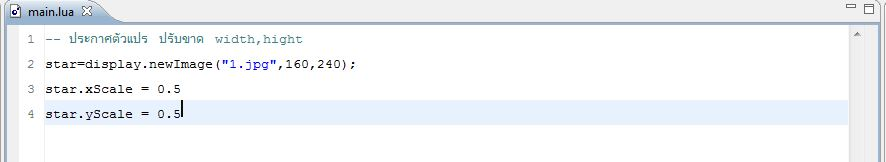 main.lua
1 -- ประกาศตัวแปร ปรับขาด width,hight
2 star=display.newImage("1.jpg",160,240);
3 star.xScale = 0.5
4 star.yScale = 0.5